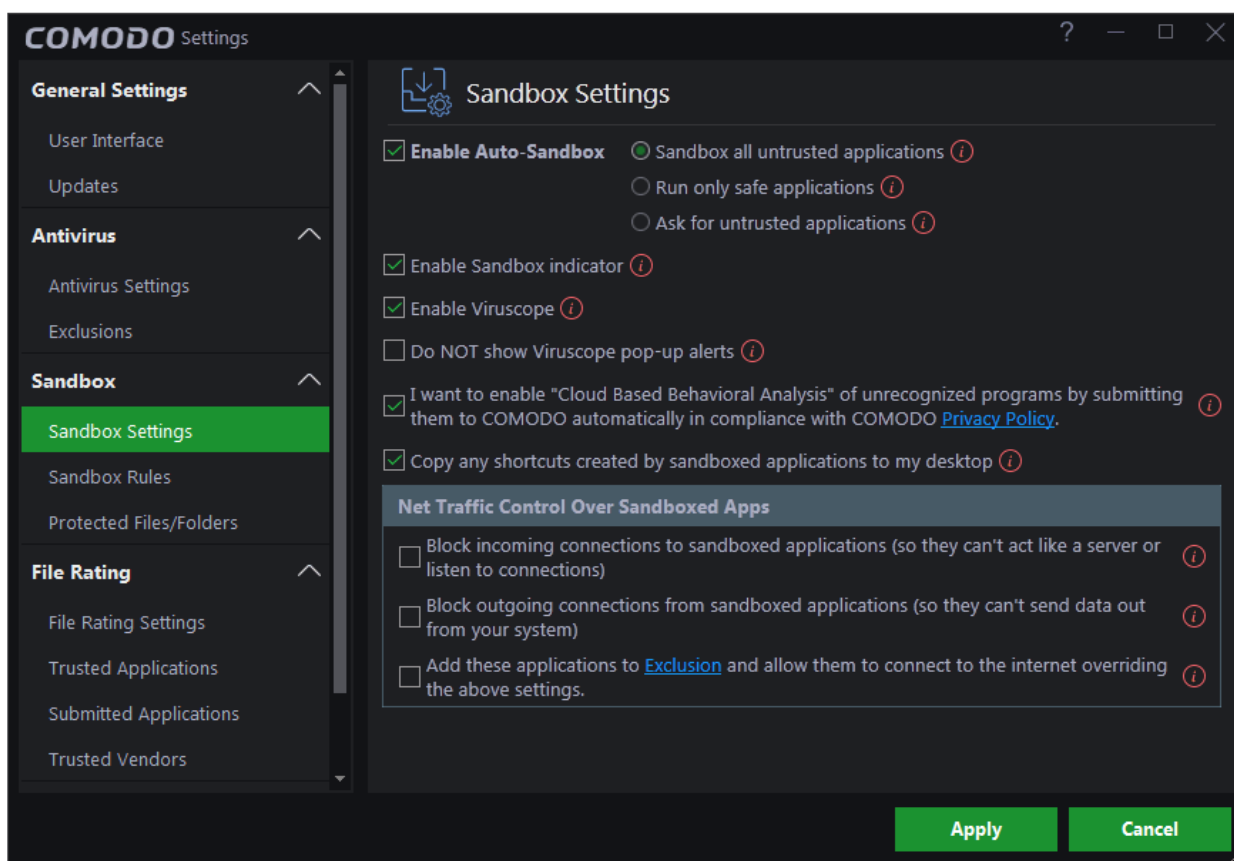 COMODO Settings
?
General Settings
User Interface
Updates
Antivirus
Antivirus Settings
Exclusions
Sandbox
Sandbox Settings
Sandbox Rules
Protected Files/Folders
File Rating
File Rating Settings
Trusted Applications
Submitted Applications
Trusted Vendors
Sandbox Settings
Enable Auto-Sandbox Sandbox all untrusted applications i
Run only safe applications i
Ask for untrusted applications i
Enable Sandbox indicator i
Enable Viruscope i
Do NOT show Viruscope pop-up alerts i
I want to enable "Cloud Based Behavioral Analysis" of unrecognized programs by submitting i
them to COMODO automatically in compliance with COMODO Privacy Policy.
Copy any shortcuts created by sandboxed applications to my desktop i
Net Traffic Control Over Sandboxed Apps
Block incoming connections to sandboxed applications (so they can't act like a server or i
listen to connections)
Block outgoing connections from sandboxed applications (so they can't send data out i
from your system)
Add these applications to Exclusion and allow them to connect to the internet overriding i
the above settings.
Apply Cancel